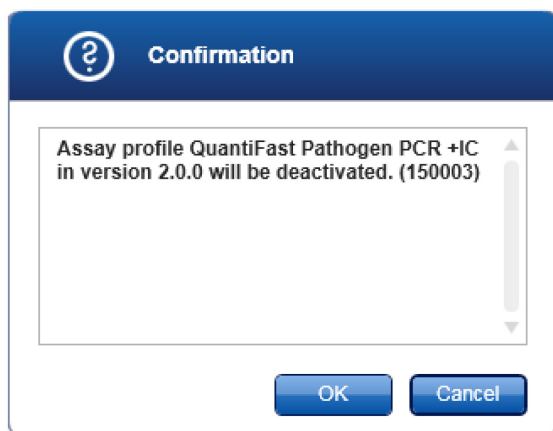 Confirmation
Assay profile QuantiFast Pathogen PCR +IC
in version 2.0.0 will be deactivated. (150003)
OK
Cancel